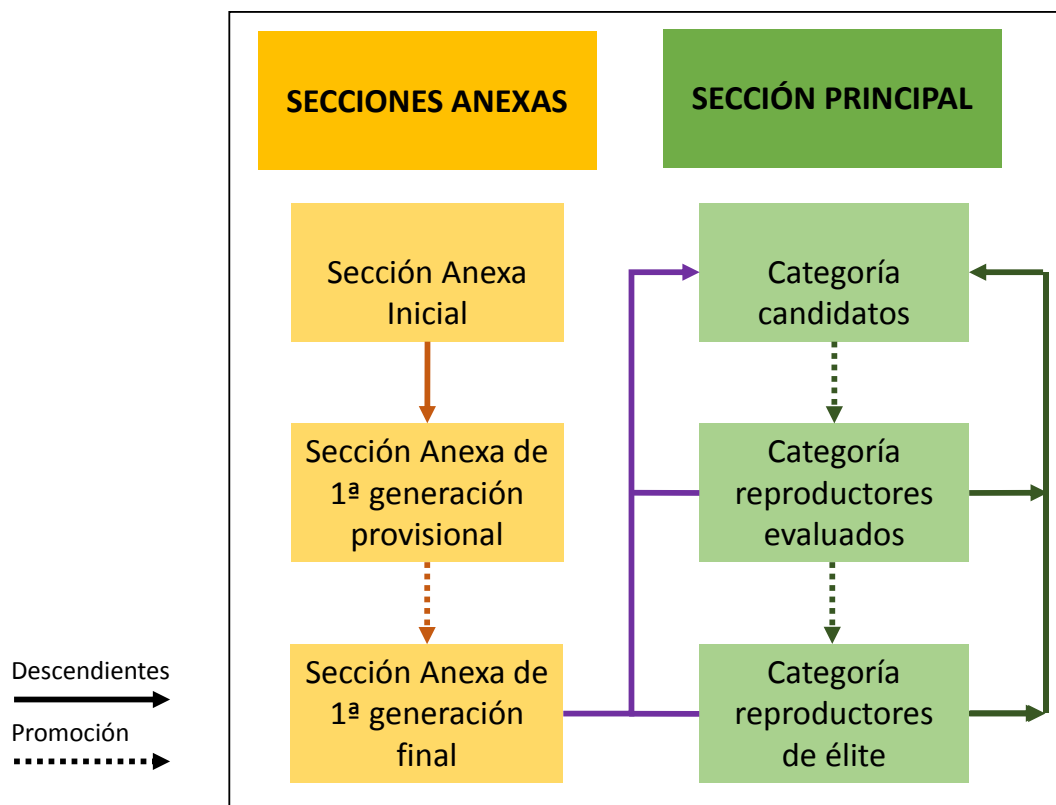 SECCIONES ANEXAS
SECCIÓN PRINCIPAL
Sección Anexa
Inicial
Categoría
candidatos
Sección Anexa de
1ª generación
provisional
Categoría
reproductores
evaluados
Sección Anexa de
1ª generación
final
Categoría
reproductores
de élite
Descendientes
Promoción